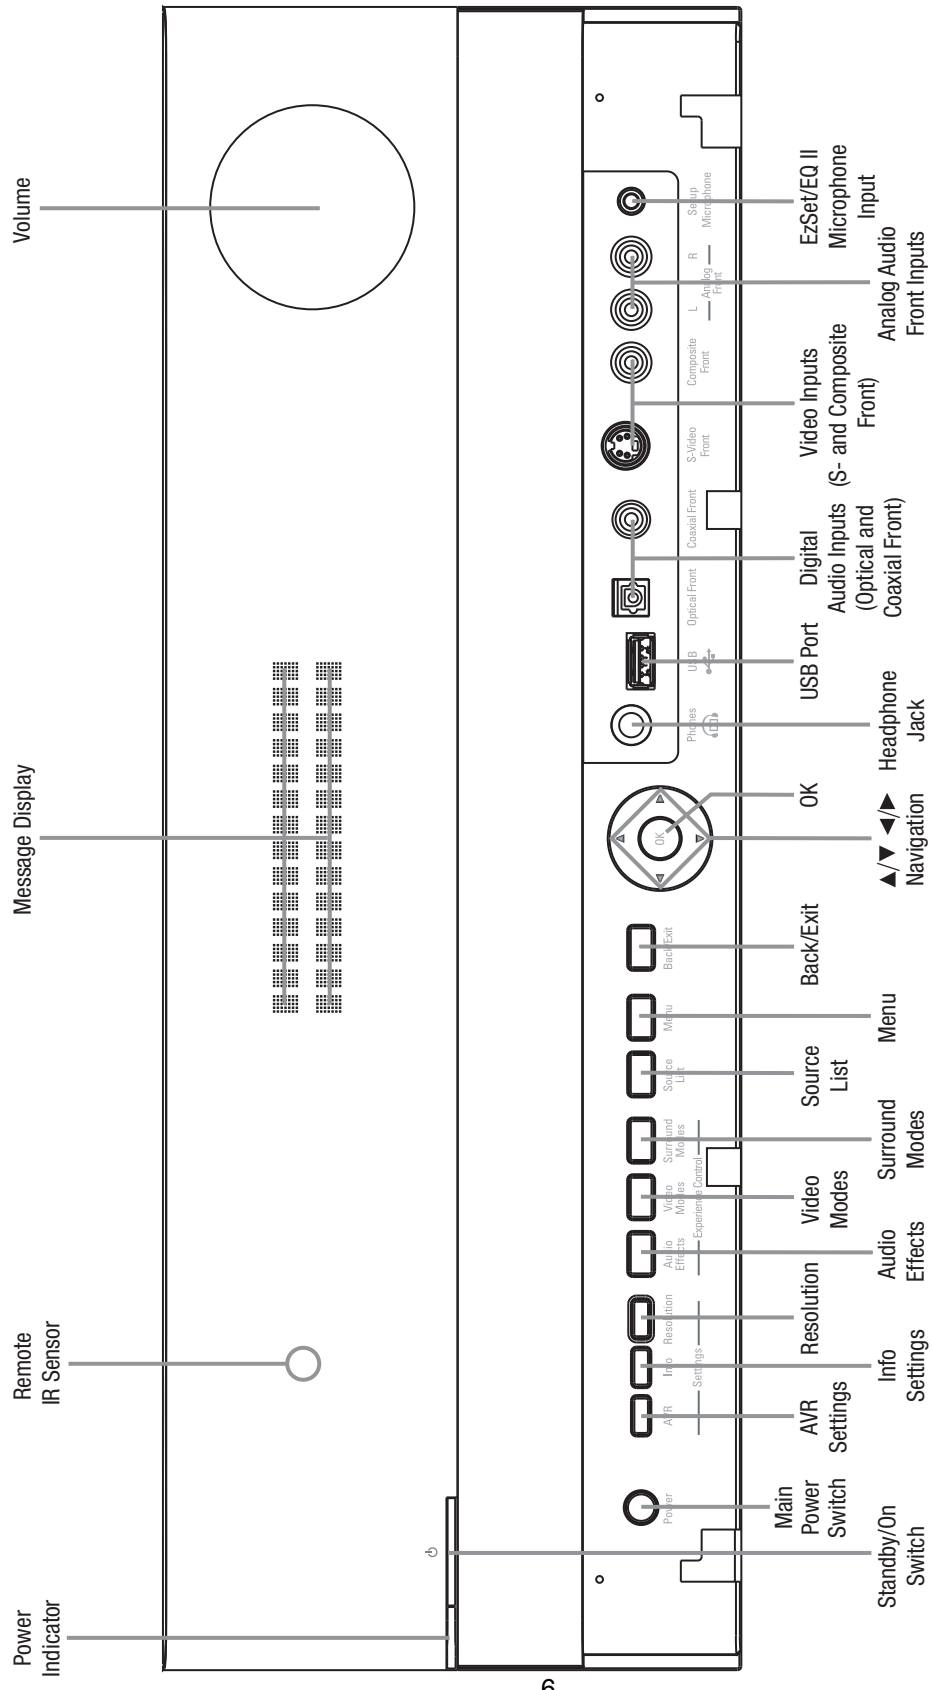 Power
Indicator
Remote
IR Sensor
Message Display
Volume
Power
AVR
Info
Resolution
Settings
Audio
Effects
Video
Modes
Surround
Modes
Experience Control
Source
List
Menu
Back/Exit
OK
Phones
USB
Optical Front
Coaxial Front
S-Video
Front
Composite
Front
L
R
Analog
Front
Setup
Microphone
Standby/On
Switch
Main
Power
Switch
AVR
Settings
Info
Settings
Resolution
Audio
Effects
Video
Modes
Surround
Modes
Source
List
Menu
Back/Exit
▲/▼ ◀/▶
Navigation
OK
Headphone
Jack
USB Port
Digital
Audio Inputs
(Optical and
Coaxial Front)
Video Inputs
(S- and Composite
Front)
Analog Audio
Front Inputs
EzSet/EQ II
Microphone
Input
6